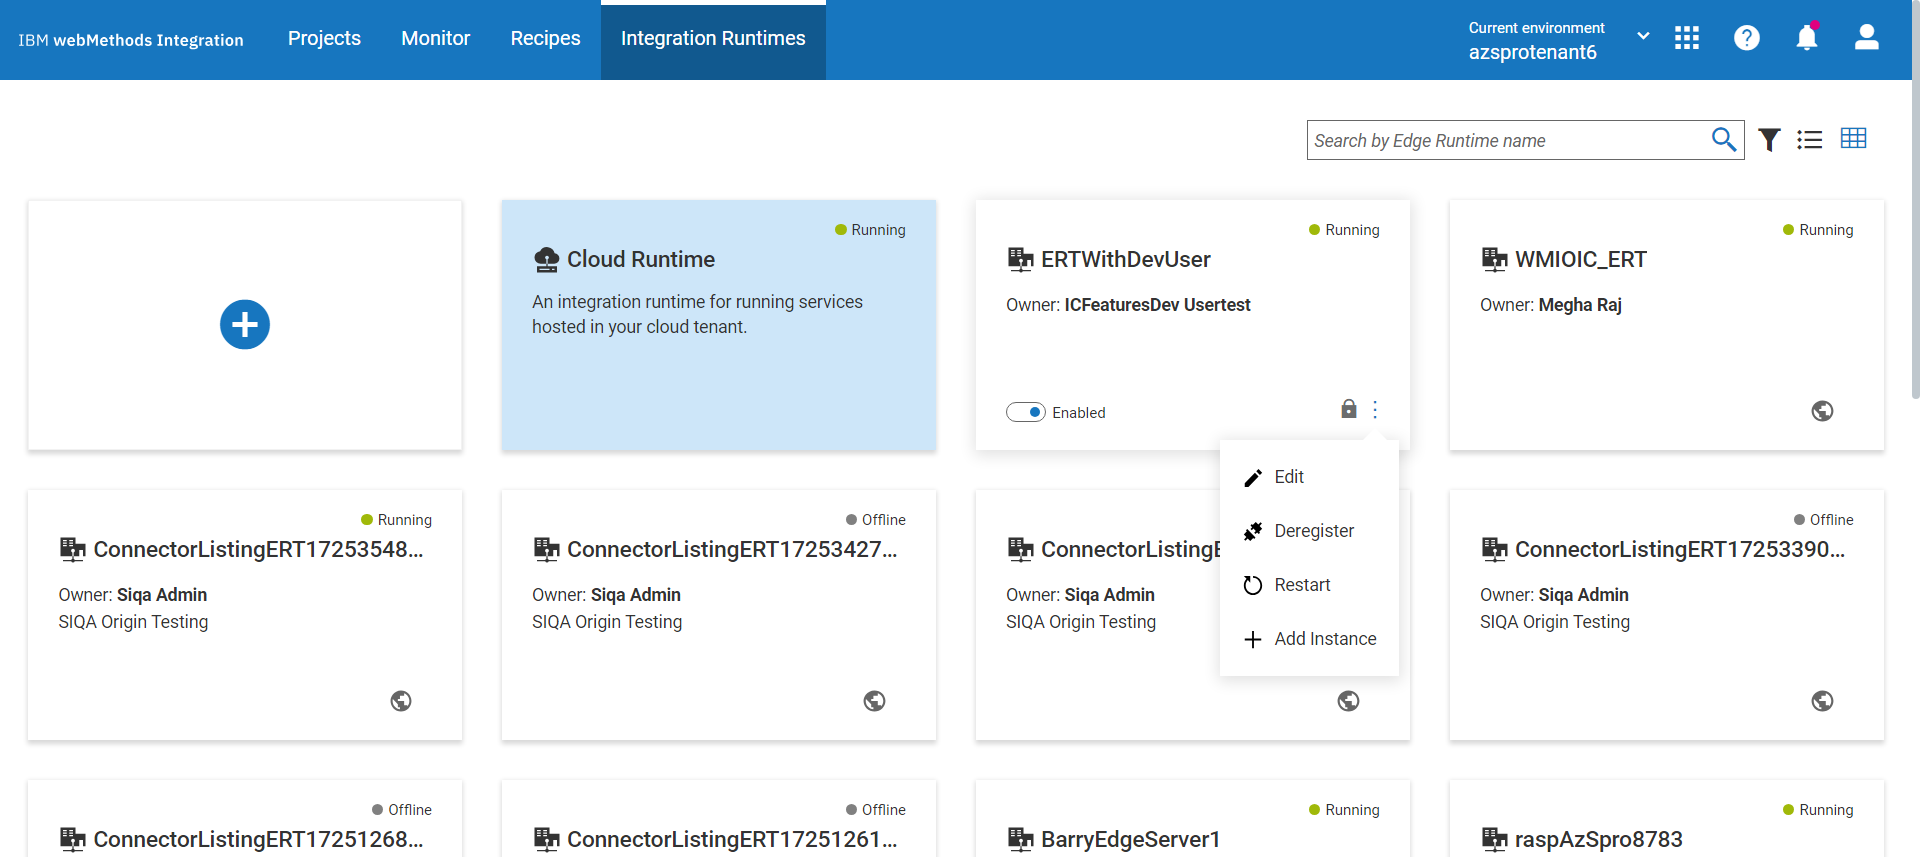 IBM webMethods Integration
Projects
Monitor
Recipes
Integration Runtimes
Current environment
azsprotenant6
Search by Edge Runtime name
Running
Cloud Runtime
An integration runtime for running services
hosted in your cloud tenant.
Running
ERTWithDevUser
Owner: ICFeaturesDev Usertest
Enabled
Running
WMIOIC_ERT
Owner: Megha Raj
Edit
Deregister
Restart
Add Instance
Running
ConnectorListingERT17253548...
Owner: Siqa Admin
SIQA Origin Testing
Offline
ConnectorListingERT17253427...
Owner: Siqa Admin
SIQA Origin Testing
ConnectorListingE
Owner: Siqa Admin
SIQA Origin Testing
Offline
ConnectorListingERT17253390...
Owner: Siqa Admin
SIQA Origin Testing
Offline
ConnectorListingERT17251268...
Offline
ConnectorListingERT17251261...
Running
BarryEdgeServer1
Running
raspAzSpro8783